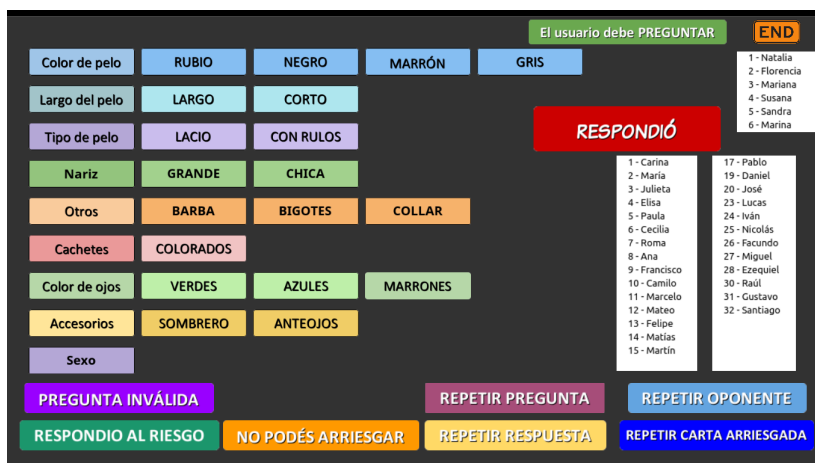 El usuario debe PREGUNTAR
END
Color de pelo RUBIO NEGRO MARRÓN GRIS
Largo del pelo LARGO CORTO
Tipo de pelo LACIO CON RULOS
Nariz GRANDE CHICA
Otros BARBA BIGOTES COLLAR
Cachetes COLORADOS
Color de ojos VERDES AZULES MARRONES
Accesorios SOMBRERO ANTEOJOS
Sexo
1 - Natalia
2 - Florencia
3 - Mariana
4 - Susana
5 - Sandra
6 - Marina
RESPONDIÓ
1 - Carina
2 - María
3 - Julieta
4 - Elisa
5 - Paula
6 - Cecilia
7 - Roma
8 - Ana
9 - Francisco
10 - Camilo
11 - Marcelo
12 - Mateo
13 - Felipe
14 - Matías
15 - Martín
17 - Pablo
19 - Daniel
20 - José
23 - Lucas
24 - Iván
25 - Nicolás
26 - Facundo
27 - Miguel
28 - Ezequiel
30 - Raúl
31 - Gustavo
32 - Santiago
PREGUNTA INVÁLIDA REPETIR PREGUNTA REPETIR OPONENTE
RESPONDIO AL RIESGO NO PODÉS ARRIESGAR REPETIR RESPUESTA REPETIR CARTA ARRIESGADA